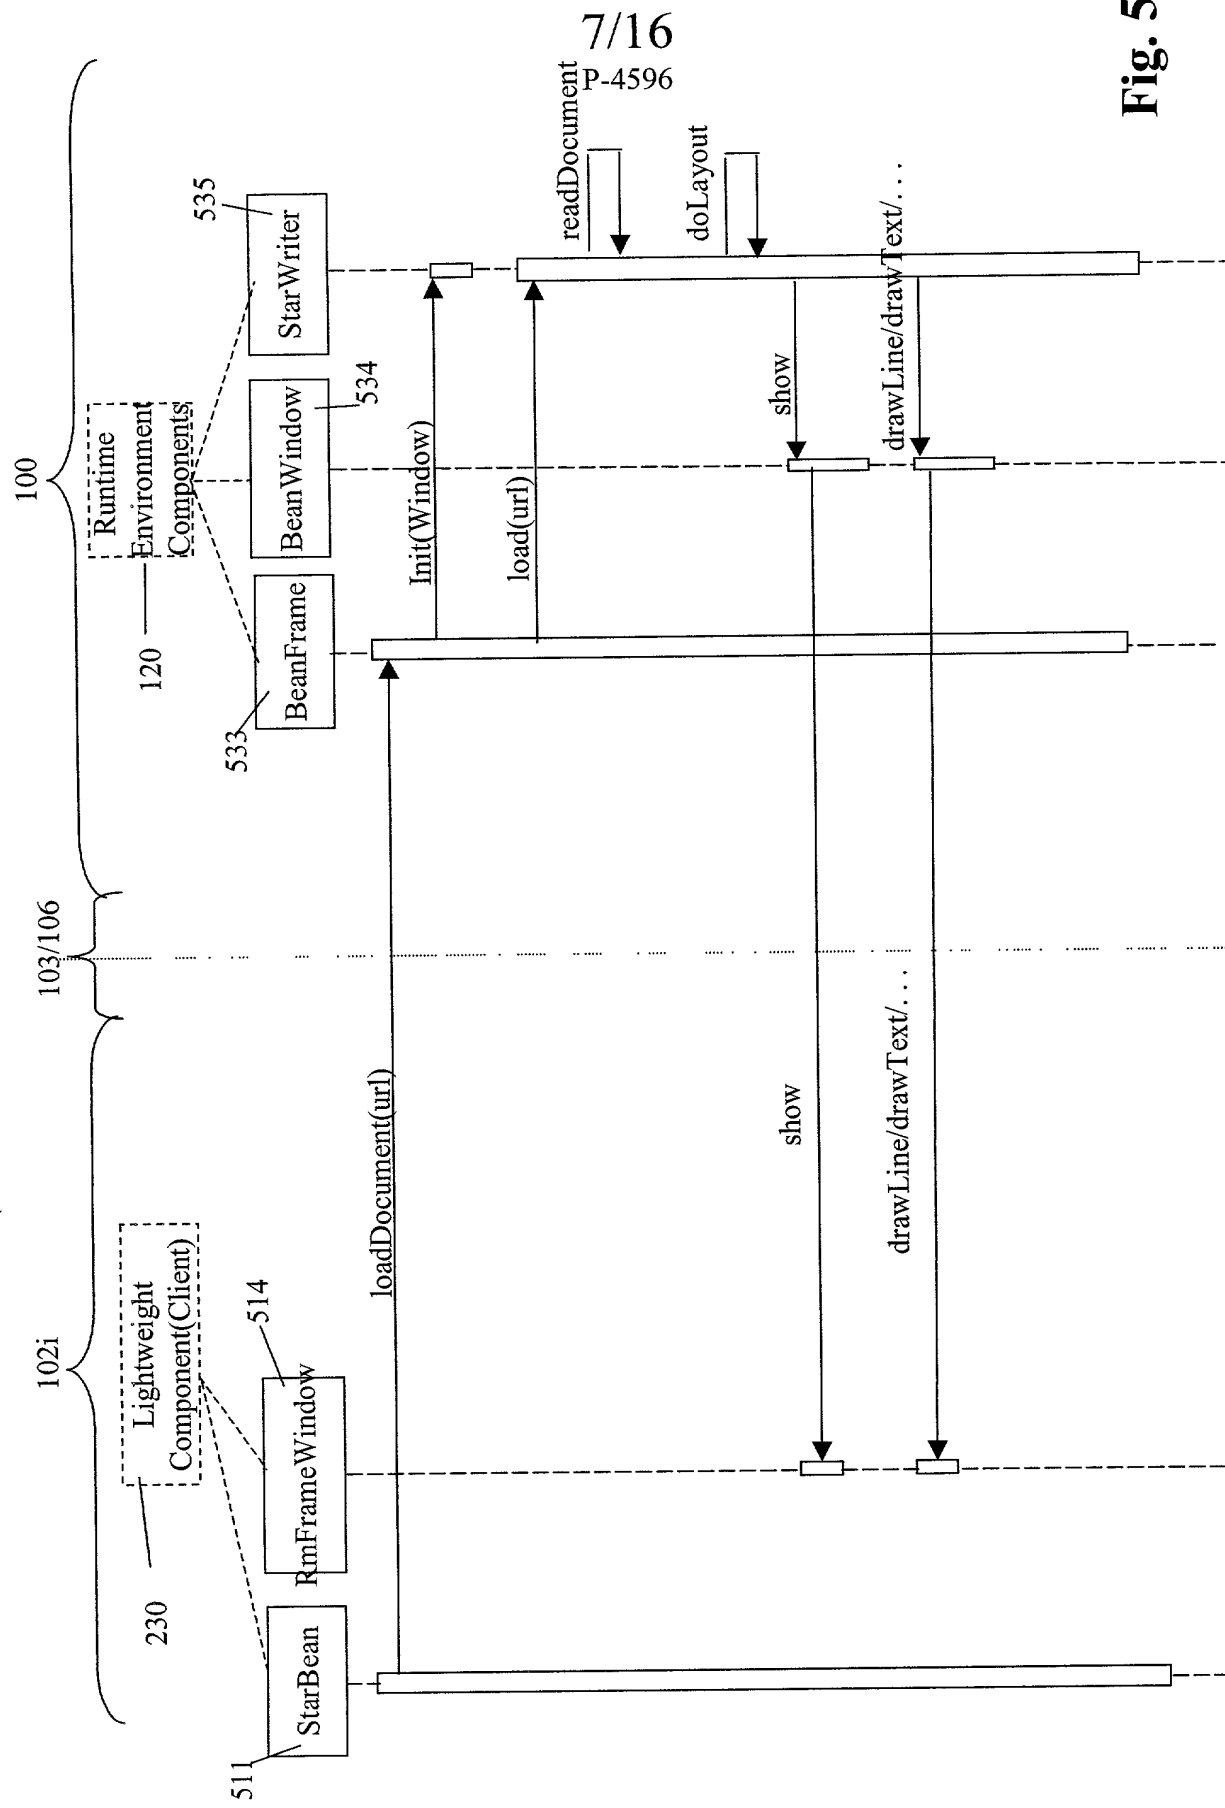 7/16
P-4596
102i
103/106
100
230
Lightweight
Component(Client)
120
Runtime
Environment
Components
511
StarBean
514
RmFrameWindow
533
BeanFrame
534
BeanWindow
535
StarWriter
loadDocument(url)
Init(Window)
load(url)
readDocument
doLayout
show
show
drawLine/drawText/...
drawLine/drawText/...
Fig. 5